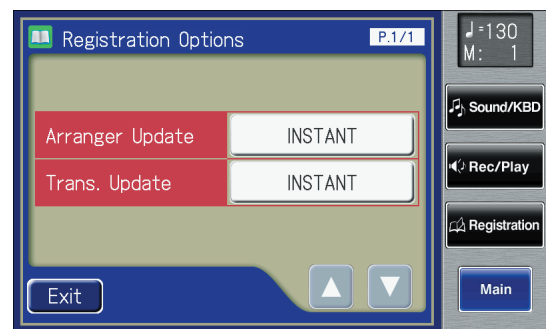 Registration Options
P.1/1
♩=130
M: 1
Sound/KBD
Arranger Update
INSTANT
Rec/Play
Trans. Update
INSTANT
Registration
Exit
Main